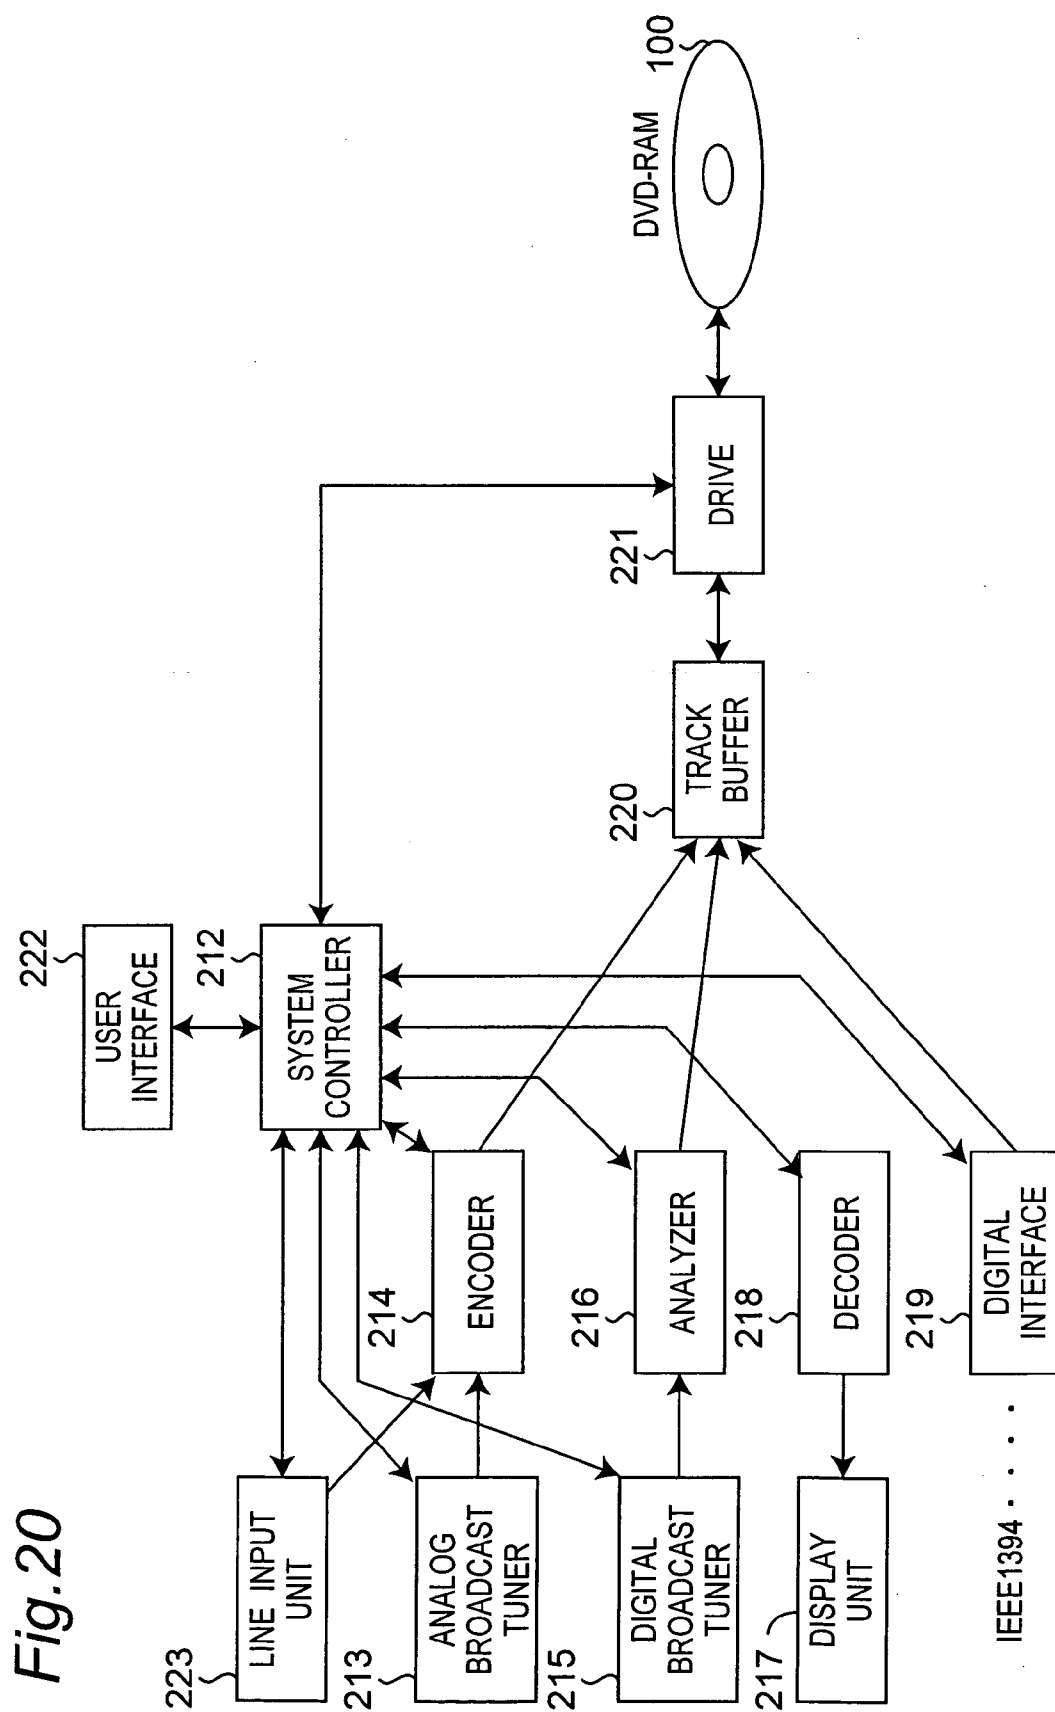 Fig.20
222
USER
INTERFACE
212
SYSTEM
CONTROLLER
223
LINE INPUT
UNIT
213
ANALOG
BROADCAST
TUNER
214
ENCODER
215
DIGITAL
BROADCAST
TUNER
216
ANALYZER
217
DISPLAY
UNIT
218
DECODER
219
DIGITAL
INTERFACE
IEEE1394
220
TRACK
BUFFER
221
DRIVE
DVD-RAM
100